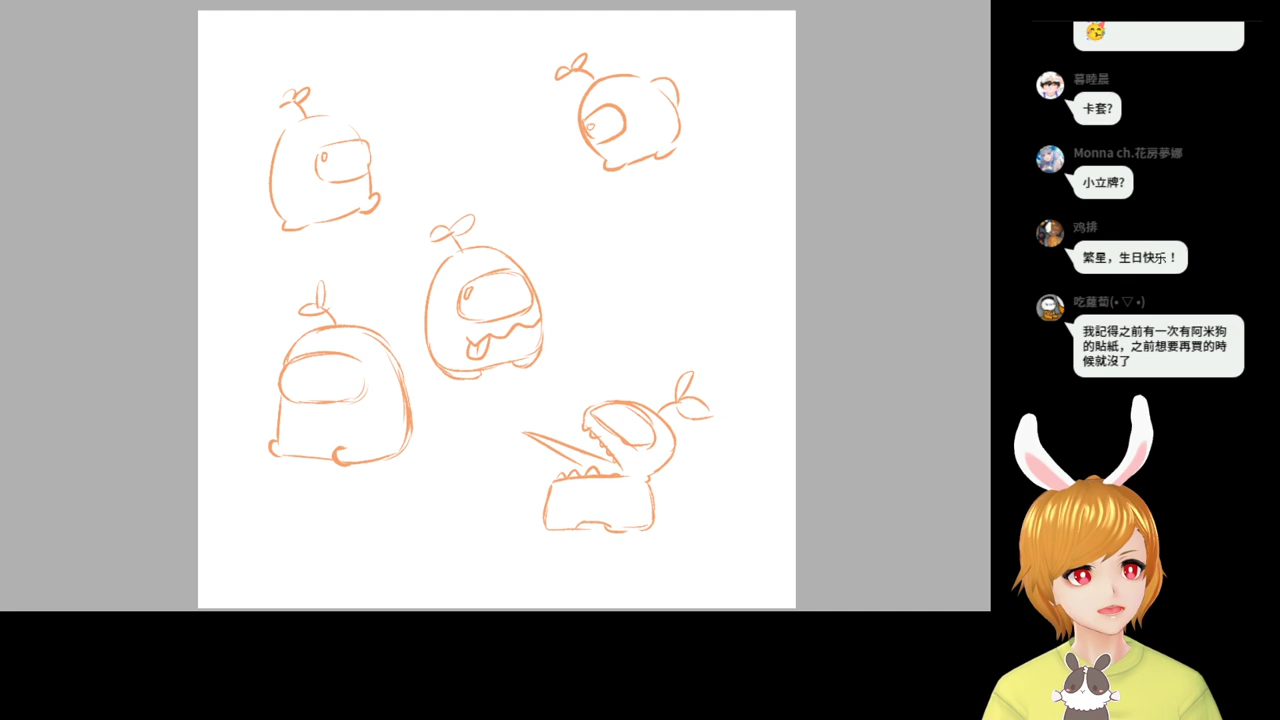 暮睦晨
卡套?
Monna ch.花房夢娜
小立牌?
鸡排
繁星，生日快乐！
吃蘿蔔(•▽•)
我記得之前有一次有阿米狗
的貼紙，之前想要再買的時
候就沒了